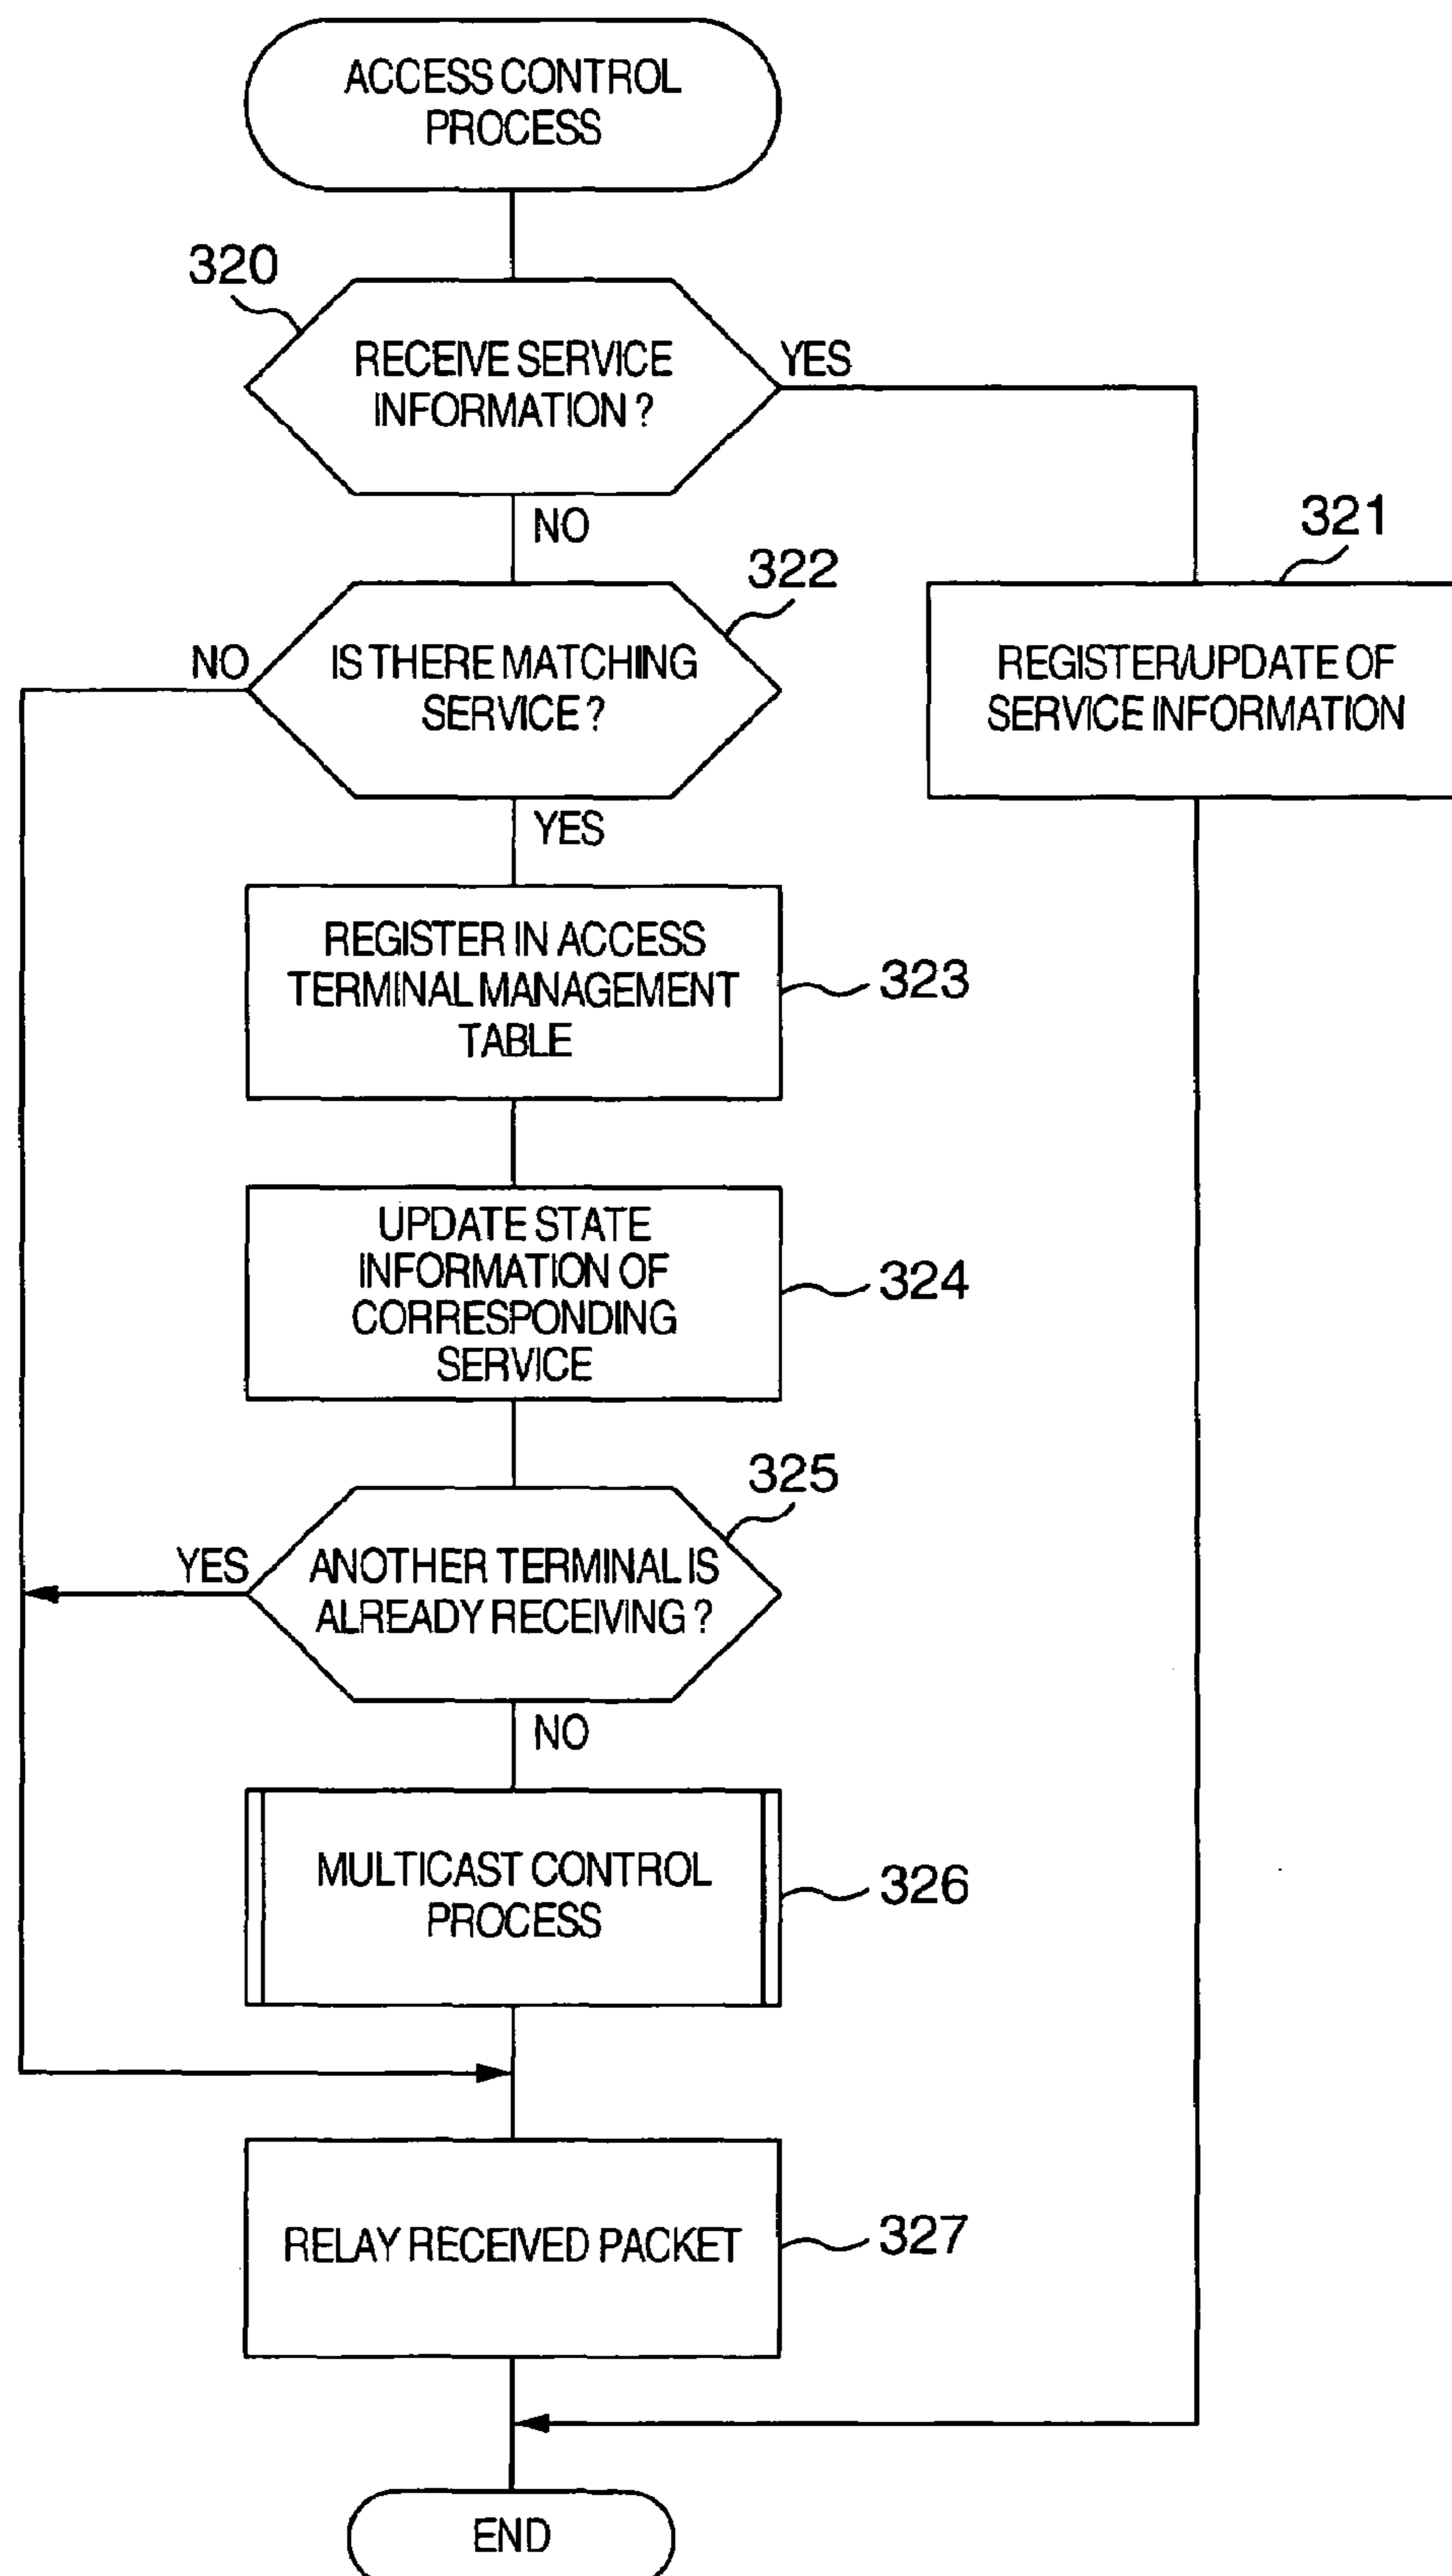 ACCESS CONTROL
PROCESS
320
RECEIVE SERVICE
INFORMATION?
YES
NO
321
REGISTER/UPDATE OF
SERVICE INFORMATION
322
NO
IS THERE MATCHING
SERVICE?
YES
REGISTER IN ACCESS
TERMINAL MANAGEMENT
TABLE
323
UPDATE STATE
INFORMATION OF
CORRESPONDING
SERVICE
324
325
YES
ANOTHER TERMINAL IS
ALREADY RECEIVING?
NO
MULTICAST CONTROL
PROCESS
326
RELAY RECEIVED PACKET
327
END